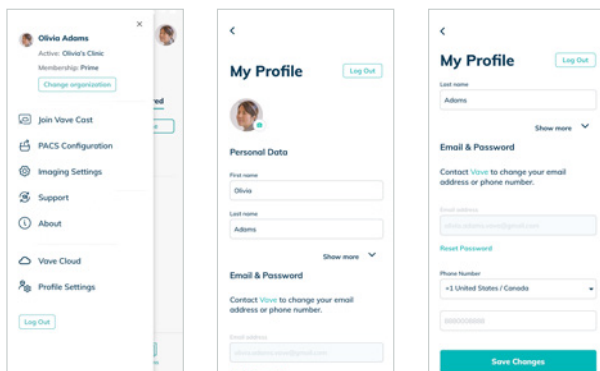 Olivia Adams
Active: Olivia's Clinic
Membership: Prime
Change organization
Join Vave Cast
PACS Configuration
Imaging Settings
Support
About
Vave Cloud
Profile Settings
Log Out
My Profile
Log Out
Personal Data
First name
Olivia
Last name
Adams
Show more
Email & Password
Contact Vave to change your email
address or phone number.
Email address
My Profile
Log Out
Last name
Adams
Show more
Email & Password
Contact Vave to change your email
address or phone number.
Email address
Reset Password
Phone Number
+1 United States / Canada
Save Changes